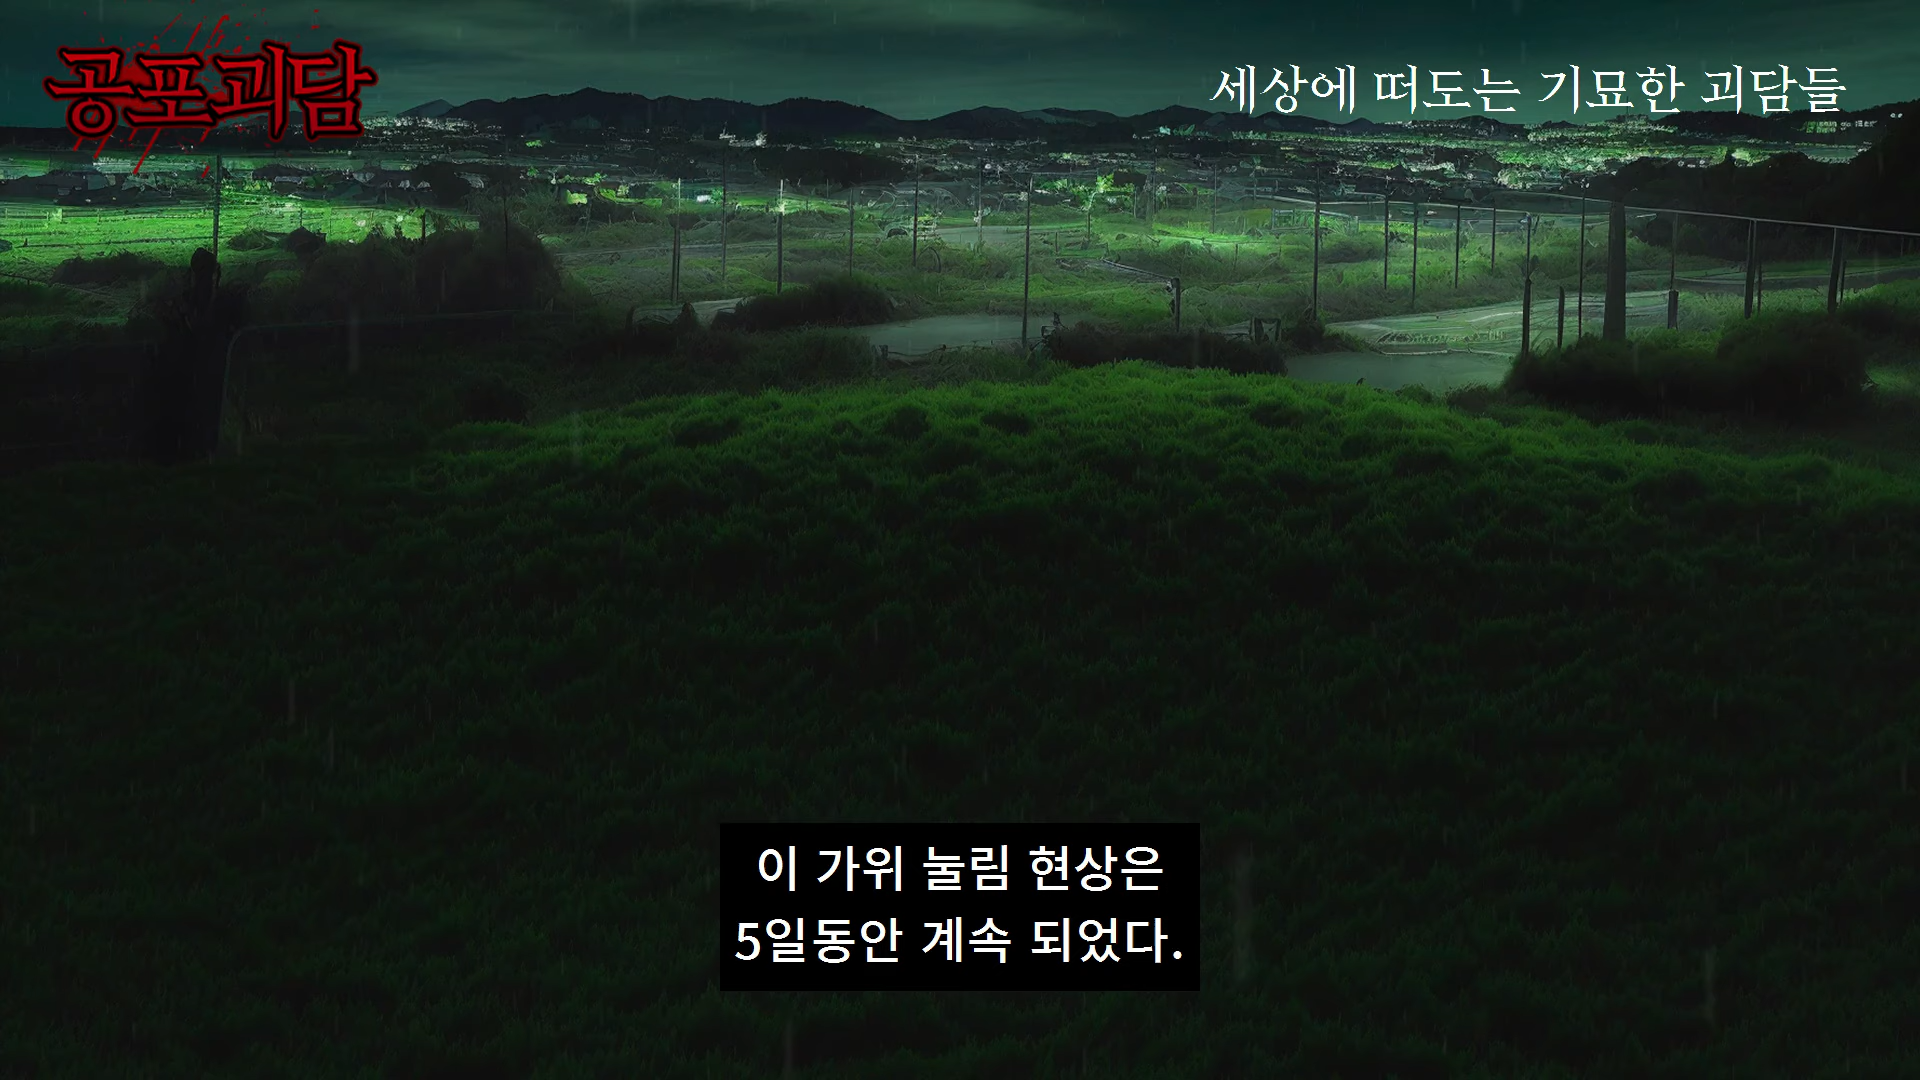 공포괴담
세상에 떠도는 기묘한 괴담들
이 가위 눌림 현상은
5일동안 계속 되었다.